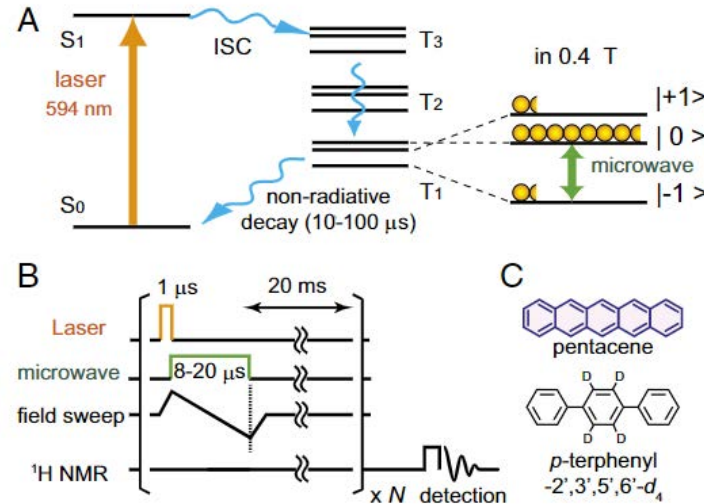 A
S1
ISC
T3
in 0.4 T
laser
594 nm
T2
|+1>
| 0>
microwave
T1
|-1>
S0
non-radiative
decay (10-100 μs)
B
1 μs
20 ms
C
Laser
pentacene
microwave
8-20 μs
field sweep
D D
D D
¹H NMR
x N detection
p-terphenyl
-2',3',5',6'-d4